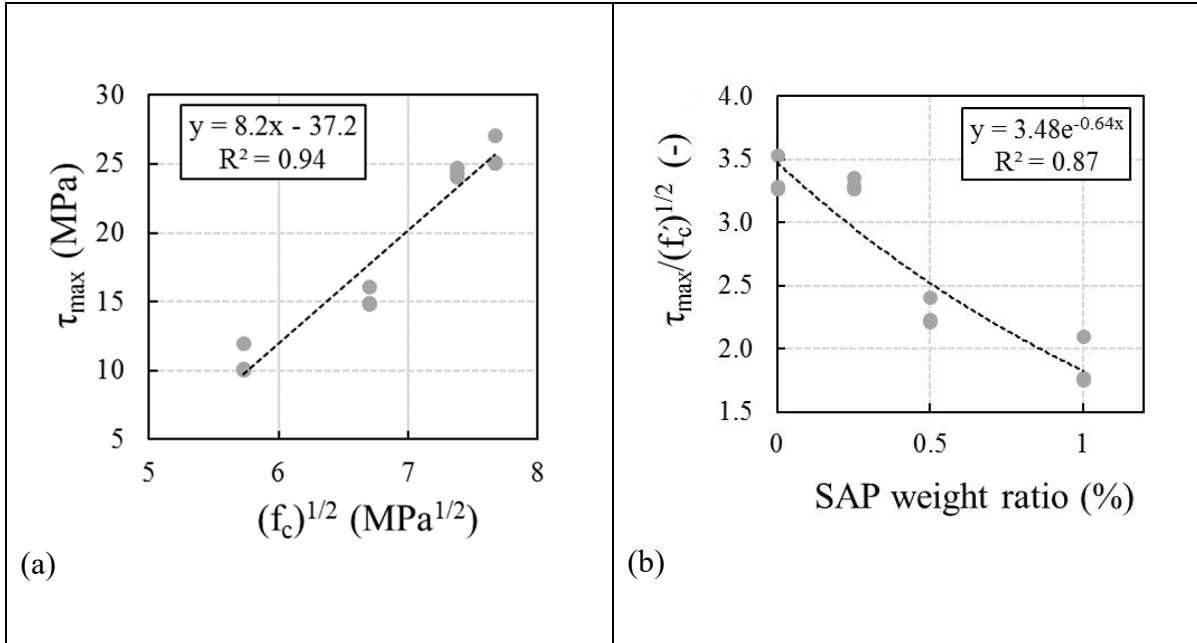 30
25
20
15
10
5
τmax (MPa)
y = 8.2x - 37.2
R² = 0.94
5 6 7 8
(fc)1/2 (MPa1/2)
(a)
4.0
3.5
3.0
2.5
2.0
1.5
τmax/(f'c)1/2 (-)
y = 3.48e-0.64x
R² = 0.87
0 0.5 1
SAP weight ratio (%)
(b)